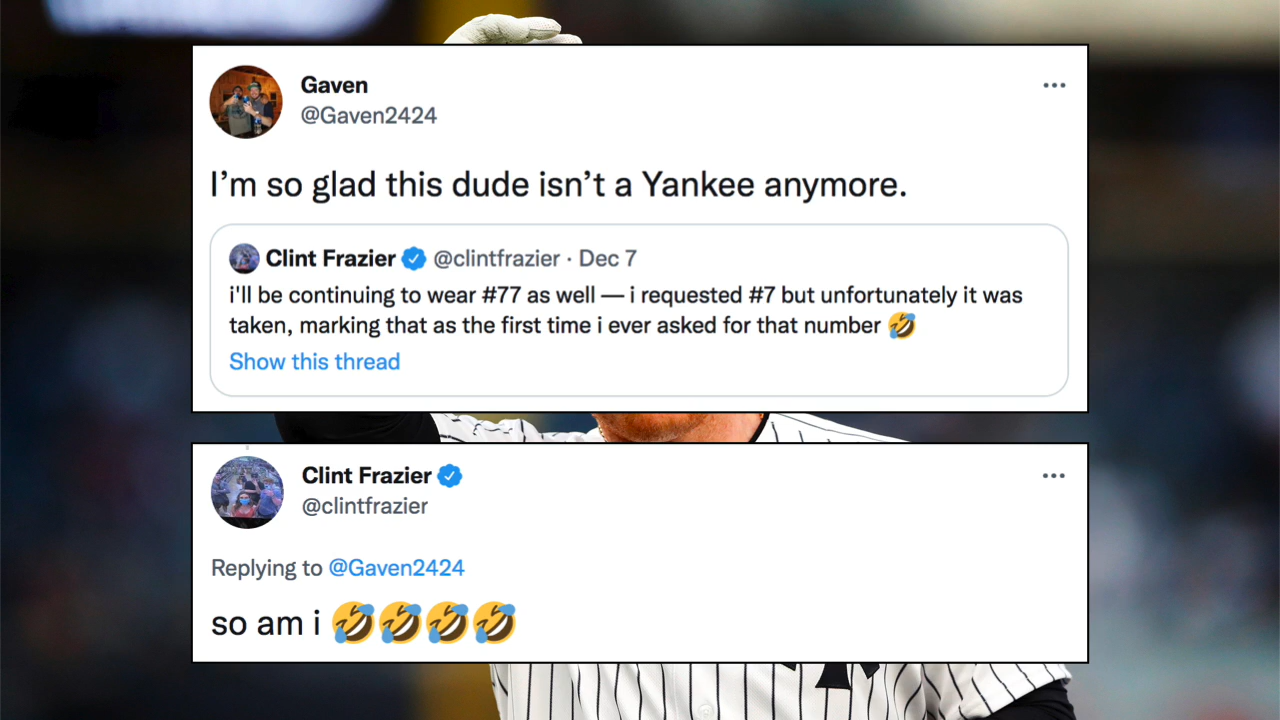 Gaven
@Gaven2424
I’m so glad this dude isn’t a Yankee anymore.
Clint Frazier @clintfrazier · Dec 7
i'll be continuing to wear #77 as well — i requested #7 but unfortunately it was
taken, marking that as the first time i ever asked for that number 🤣
Show this thread
Clint Frazier
@clintfrazier
Replying to @Gaven2424
so am i 🤣🤣🤣🤣